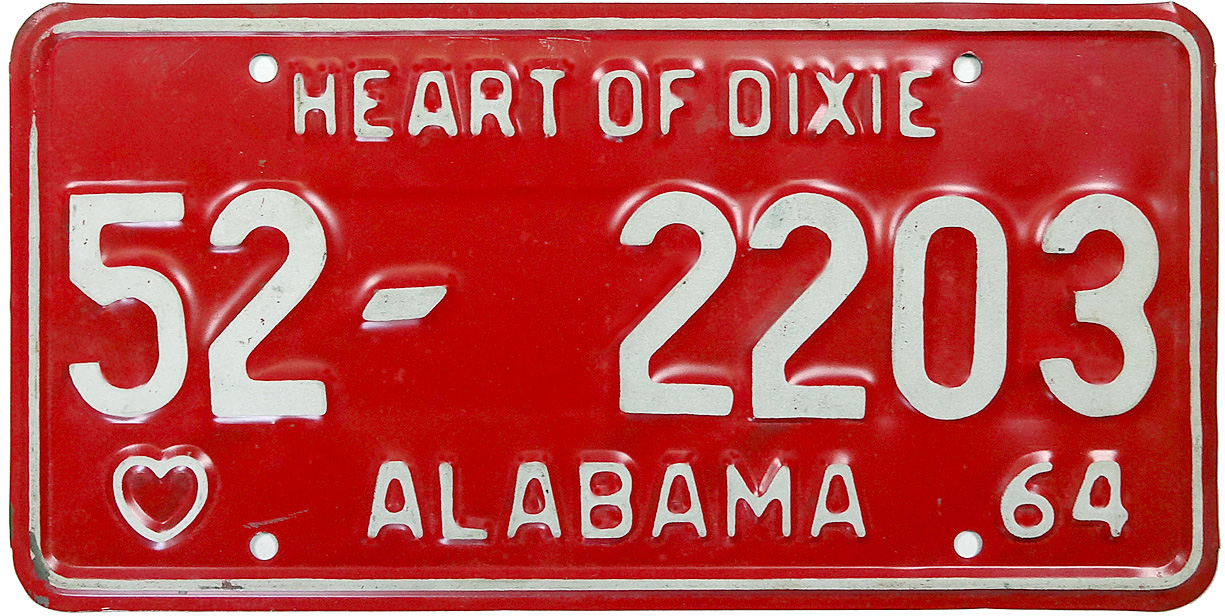 HEART OF DIXIE
52-2203
ALABAMA 64